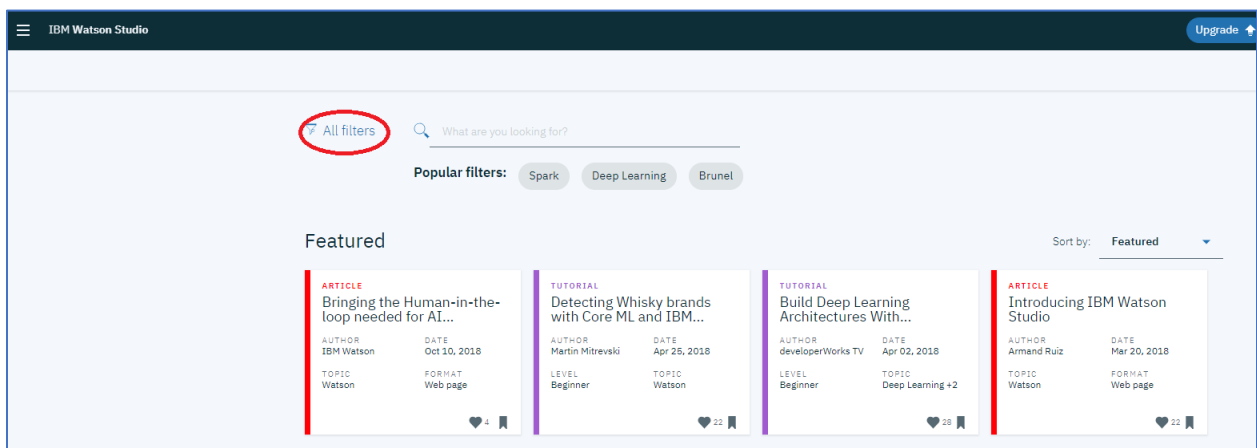 IBM Watson Studio
Upgrade
All filters
What are you looking for?
Popular filters:
Spark
Deep Learning
Brunel
Featured
Sort by:
Featured
ARTICLE
Bringing the Human-in-the-
loop needed for AI...
AUTHOR
DATE
IBM Watson
Oct 10, 2018
TOPIC
FORMAT
Watson
Web page
4
TUTORIAL
Detecting Whisky brands
with Core ML and IBM...
AUTHOR
DATE
Martin Mitrevski
Apr 25, 2018
LEVEL
TOPIC
Beginner
Watson
22
TUTORIAL
Build Deep Learning
Architectures With...
AUTHOR
DATE
developerWorks TV
Apr 02, 2018
LEVEL
TOPIC
Beginner
Deep Learning +2
28
ARTICLE
Introducing IBM Watson
Studio
AUTHOR
DATE
Armand Ruiz
Mar 20, 2018
TOPIC
FORMAT
Watson
Web page
22